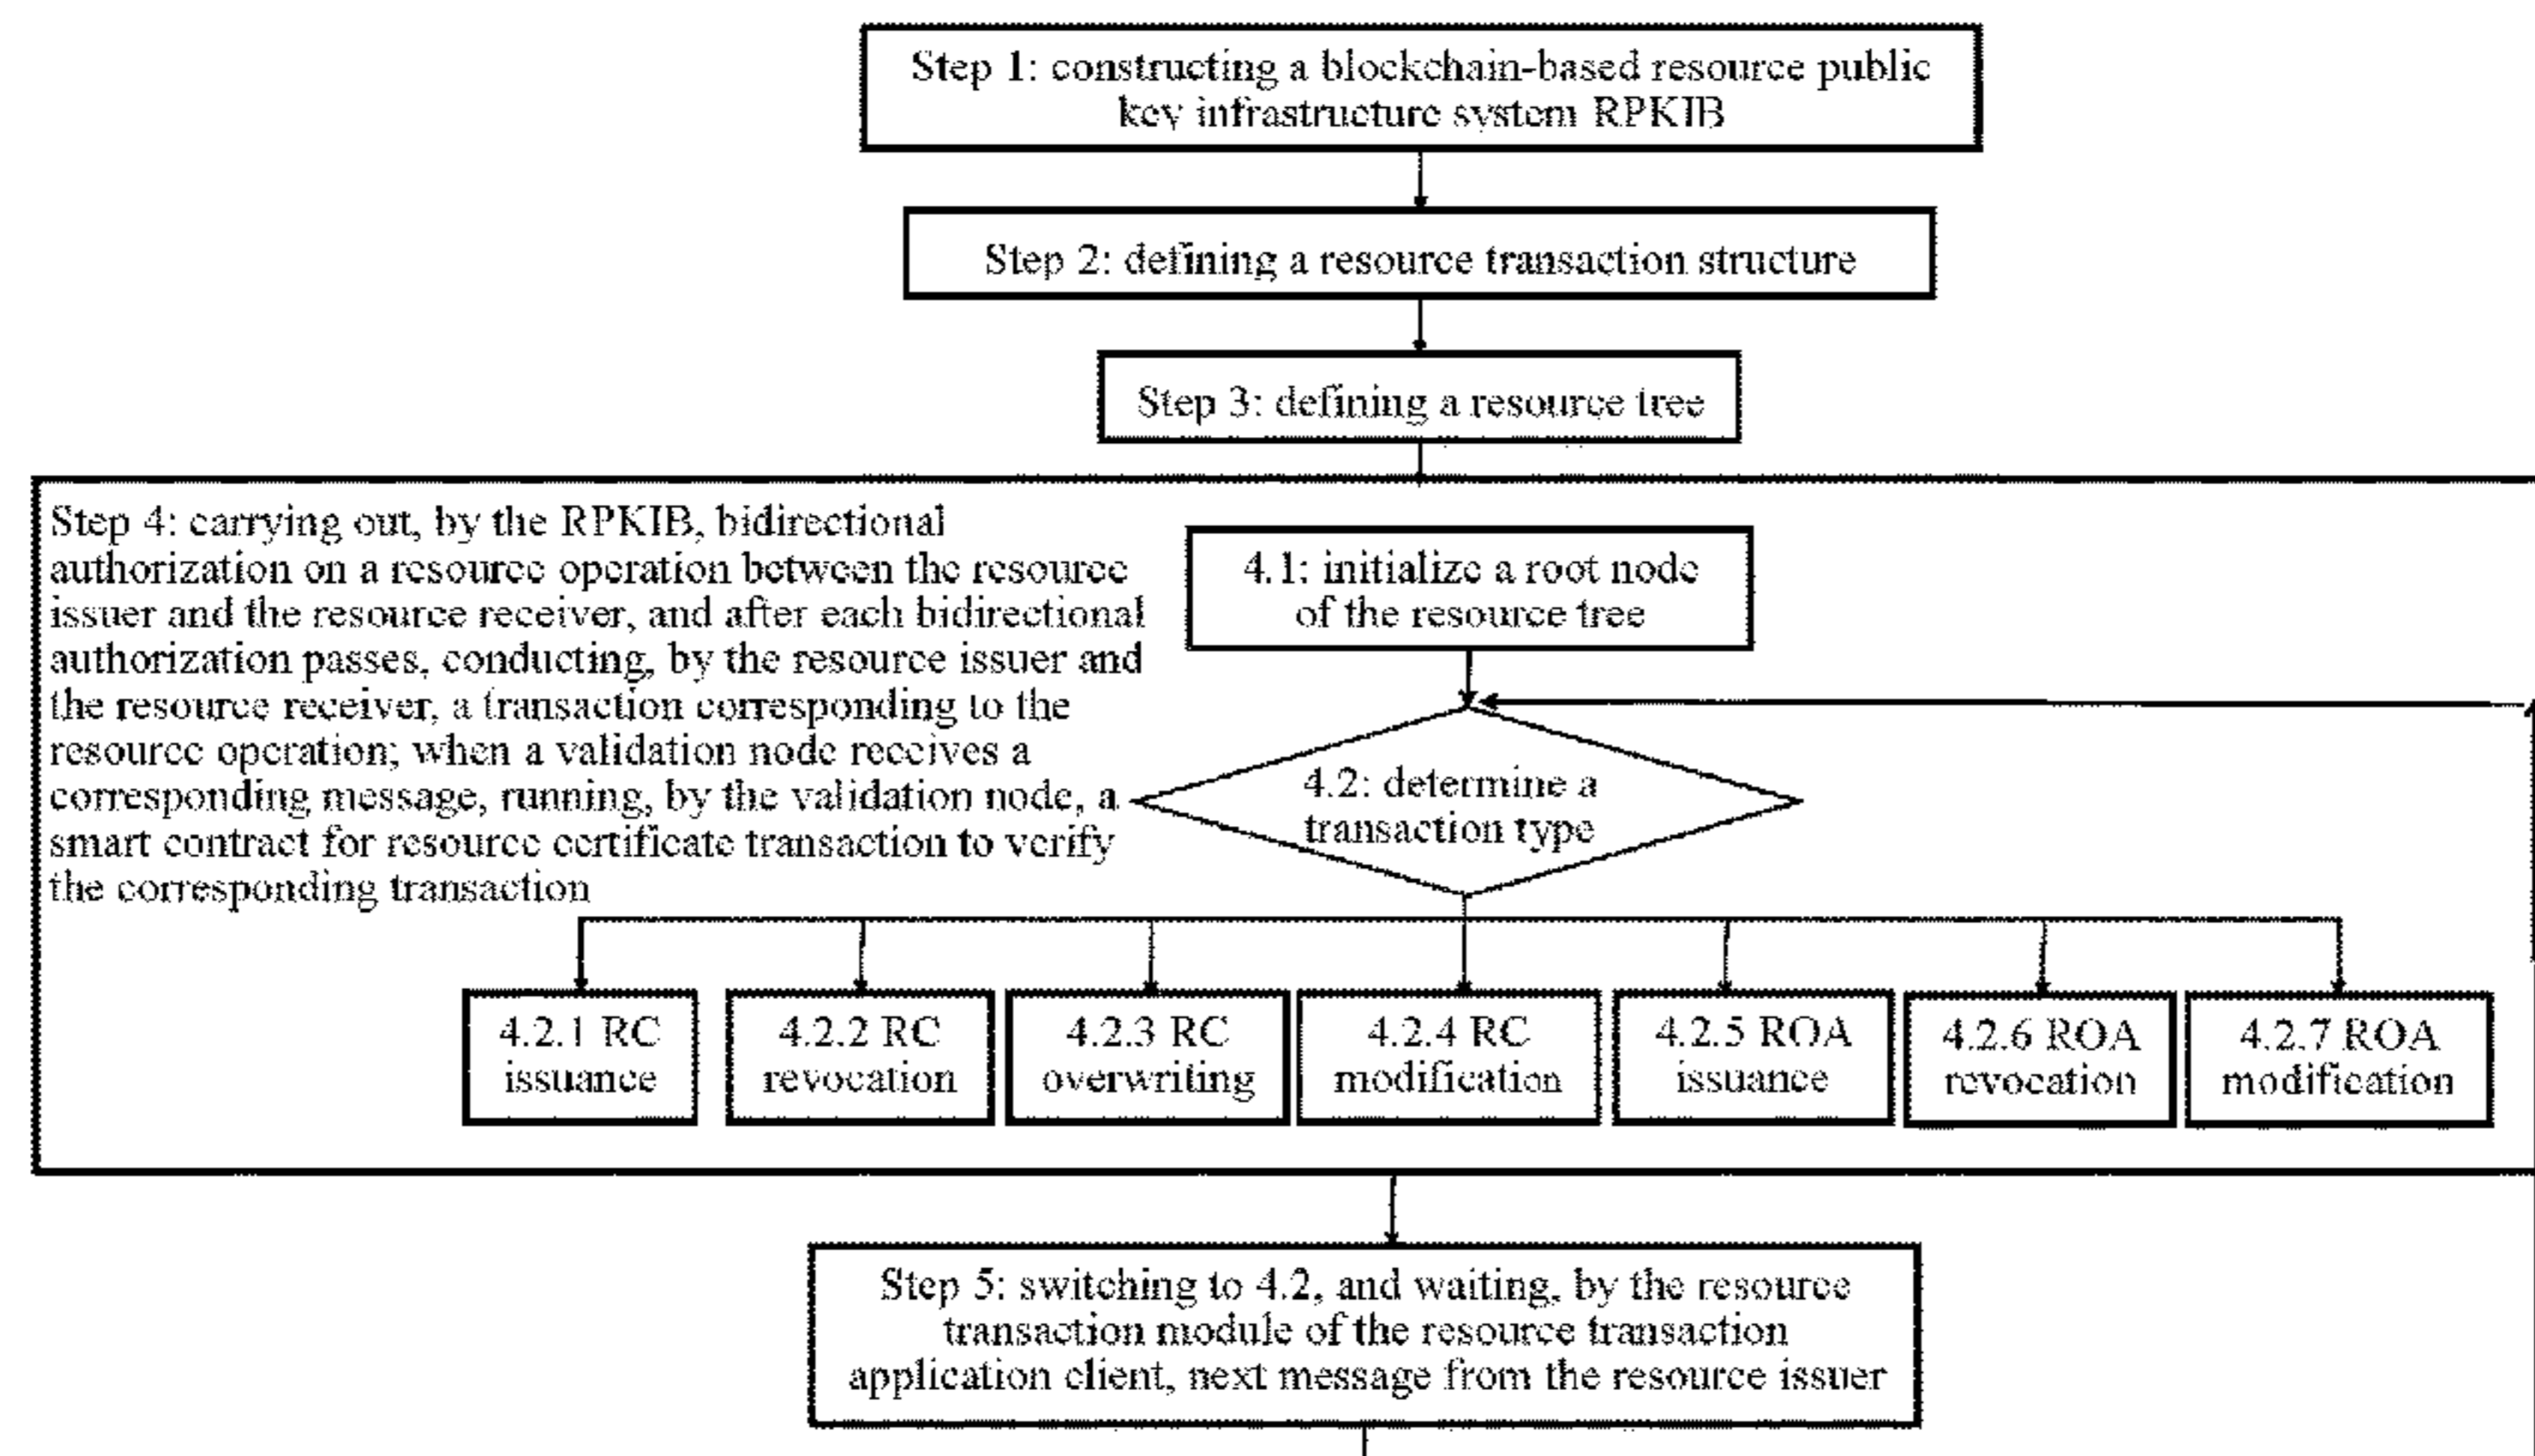 Step 1: constructing a blockchain-based resource public
key infrastructure system RPKIB
Step 2: defining a resource transaction structure
Step 3: defining a resource tree
Step 4: carrying out, by the RPKIB, bidirectional
authorization on a resource operation between the resource
issuer and the resource receiver, and after each bidirectional
authorization passes, conducting, by the resource issuer and
the resource receiver, a transaction corresponding to the
resource operation; when a validation node receives a
corresponding message, running, by the validation node, a
smart contract for resource certificate transaction to verify
the corresponding transaction
4.1: initialize a root node
of the resource tree
4.2: determine a
transaction type
4.2.1 RC
issuance
4.2.2 RC
revocation
4.2.3 RC
overwriting
4.2.4 RC
modification
4.2.5 ROA
issuance
4.2.6 ROA
revocation
4.2.7 ROA
modification
Step 5: switching to 4.2, and waiting, by the resource
transaction module of the resource transaction
application client, next message from the resource issuer